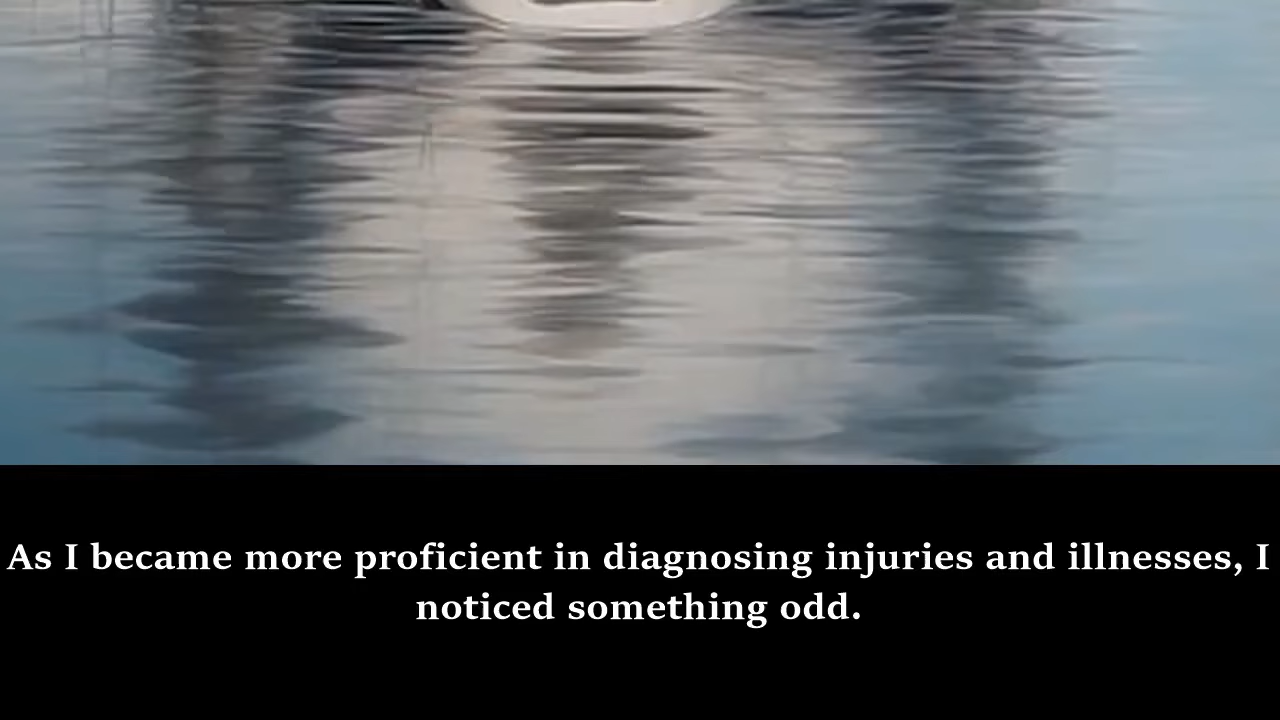 As I became more proficient in diagnosing injuries and illnesses, I
noticed something odd.